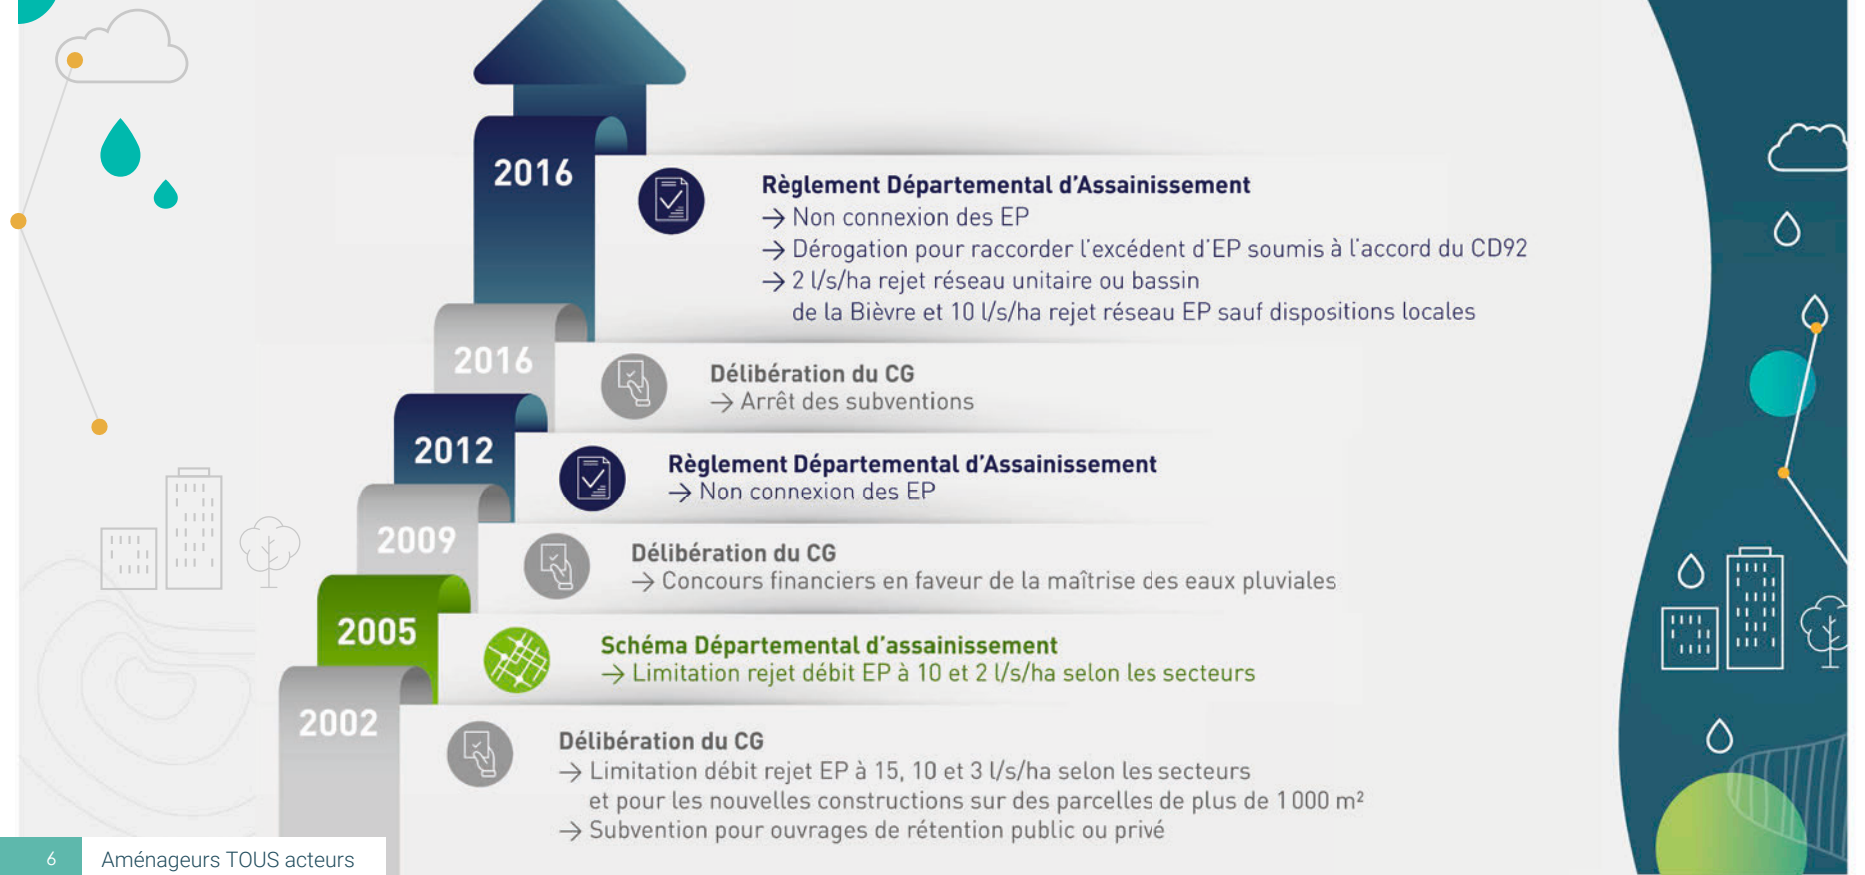 2016
Règlement Départemental d'Assainissement
→ Non connexion des EP
→ Dérogation pour raccorder l'excédent d'EP soumis à l'accord du CD92
→ 2 l/s/ha rejet réseau unitaire ou bassin
de la Bièvre et 10 l/s/ha rejet réseau EP sauf dispositions locales
2016
Délibération du CG
→ Arrêt des subventions
2012
Règlement Départemental d'Assainissement
→ Non connexion des EP
2009
Délibération du CG
→ Concours financiers en faveur de la maîtrise des eaux pluviales
2005
Schéma Départemental d'assainissement
→ Limitation rejet débit EP à 10 et 2 l/s/ha selon les secteurs
2002
Délibération du CG
→ Limitation débit rejet EP à 15, 10 et 3 l/s/ha selon les secteurs
et pour les nouvelles constructions sur des parcelles de plus de 1000 m²
→ Subvention pour ouvrages de rétention public ou privé
6 Aménageurs TOUS acteurs